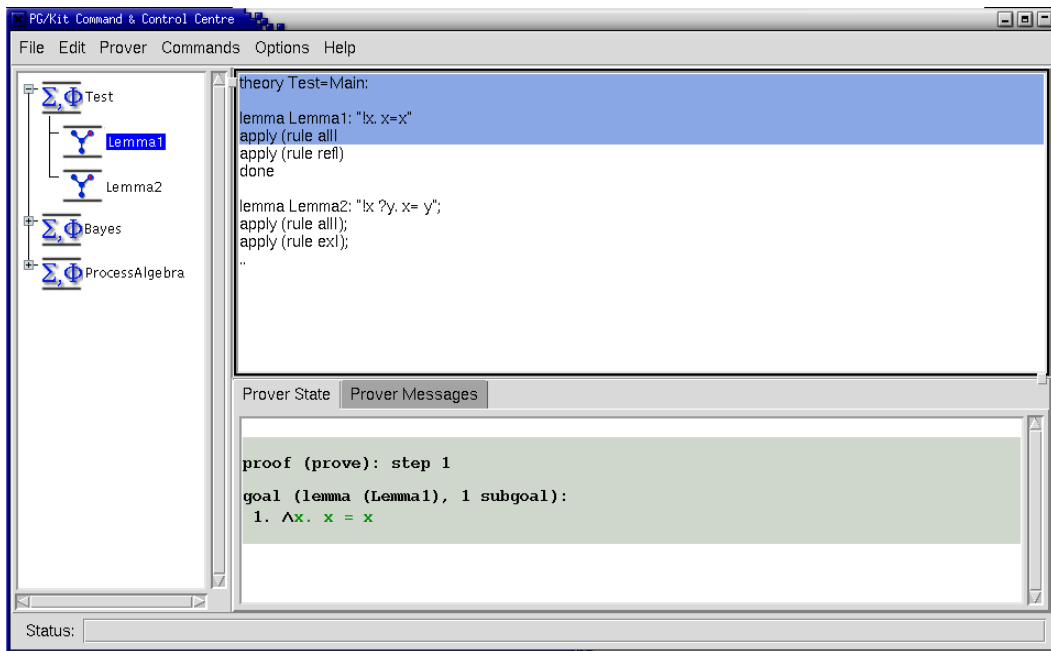 PG/Kit Command & Control Centre
File Edit Prover Commands Options Help
Σ,Φ Test
Lemma1
Lemma2
Σ,Φ Bayes
Σ,Φ ProcessAlgebra
theory Test=Main:
lemma Lemma1: "!x. x=x"
apply (rule allI
apply (rule refl)
done
lemma Lemma2: "!x ?y. x= y";
apply (rule allI);
apply (rule exI);
..
Prover State Prover Messages
proof (prove): step 1
goal (lemma (Lemma1), 1 subgoal):
1. ⋀x. x = x
Status: